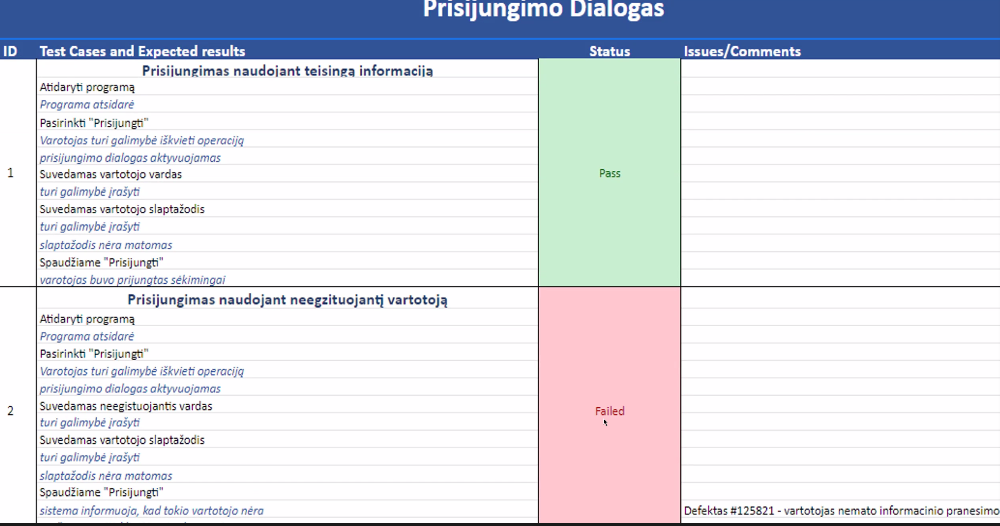 Prisijungimo Dialogas
ID Test Cases and Expected results Status Issues/Comments
Prisijungimas naudojant teisingą informaciją
Atidaryti programą
Programa atsidarė
Pasirinkti "Prisijungti"
Varotojas turi galimybė iškvieti operaciją
prisijungimo dialogas aktyvuojamas
1 Suvedamas vartotojo vardas Pass
turi galimybė įrašyti
Suvedamas vartotojo slaptažodis
turi galimybė įrašyti
slaptažodis nėra matomas
Spaudžiame "Prisijungti"
varotojas buvo prijungtas sėkimingai
Prisijungimas naudojant neegzituojantį vartotoją
Atidaryti programą
Programa atsidarė
Pasirinkti "Prisijungti"
Varotojas turi galimybė iškvieti operaciją
prisijungimo dialogas aktyvuojamas
Suvedamas neegistuojantis vardas
2 Failed
turi galimybė įrašyti
Suvedamas vartotojo slaptažodis
turi galimybė įrašyti
slaptažodis nėra matomas
Spaudžiame "Prisijungti"
sistema informuoja, kad tokio vartotojo nėra Defektas #125821 - vartotojas nemato informacinio pranesimo